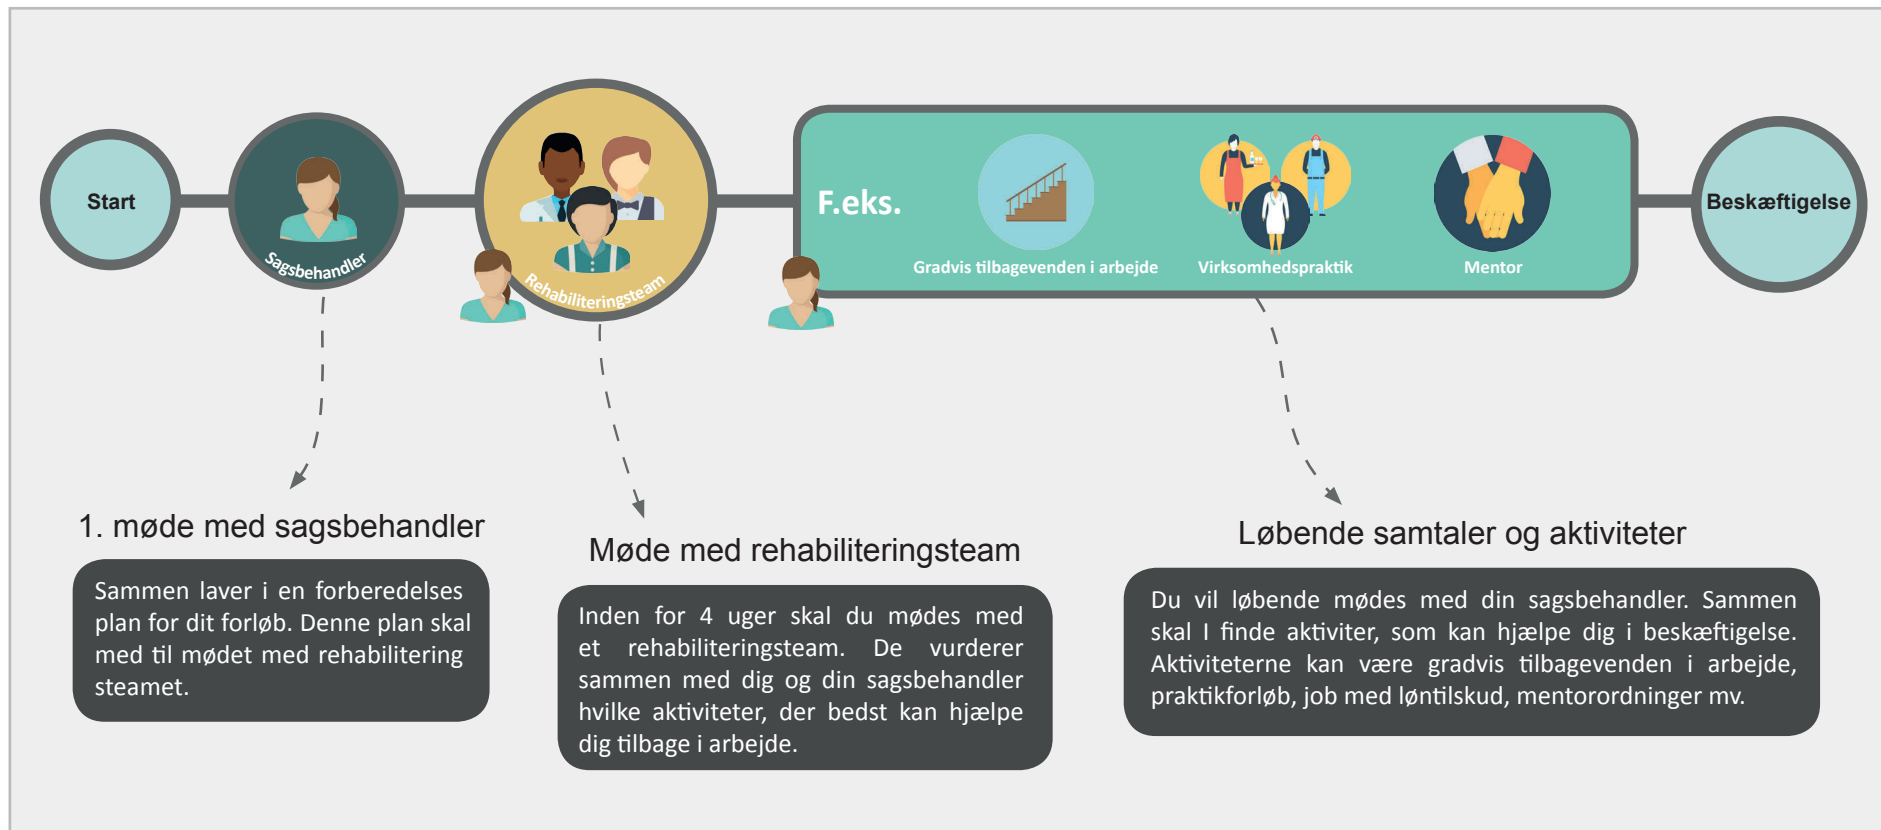 Start
Sagsbehandler
Rehabiliteringsteam
F.eks.
Gradvis tilbagevenden i arbejde
Virksomhedspraktik
Mentor
Beskæftigelse
1. møde med sagsbehandler
Sammen laver i en forberedelses
plan for dit forløb. Denne plan skal
med til mødet med rehabilitering
steamet.
Møde med rehabiliteringsteam
Inden for 4 uger skal du mødes med
et rehabiliteringsteam. De vurderer
sammen med dig og din sagsbehandler
hvilke aktiviteter, der bedst kan hjælpe
dig tilbage i arbejde.
Løbende samtaler og aktiviteter
Du vil løbende mødes med din sagsbehandler. Sammen
skal I finde aktiviter, som kan hjælpe dig i beskæftigelse.
Aktiviteterne kan være gradvis tilbagevenden i arbejde,
praktikforløb, job med løntilskud, mentorordninger mv.